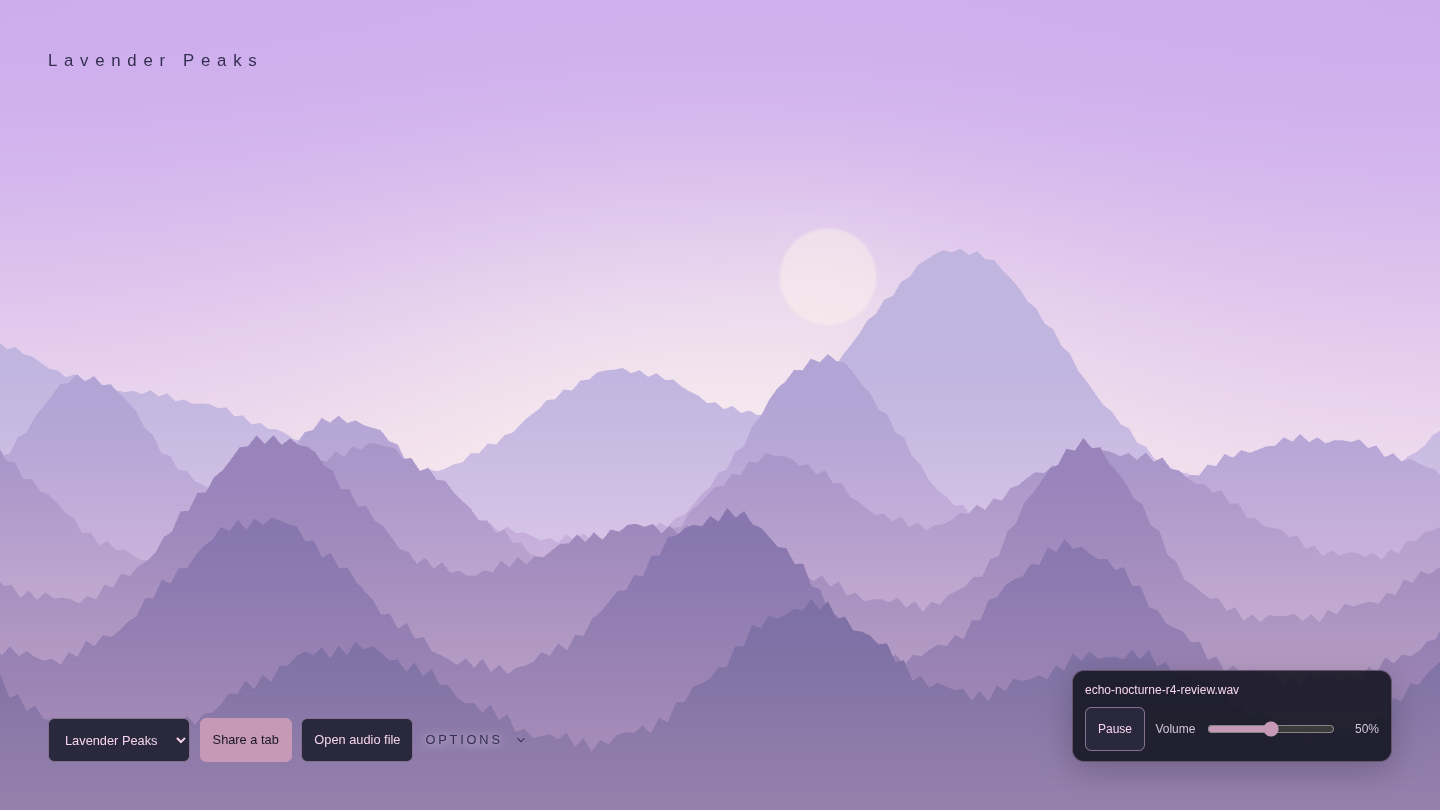 Lavender Peaks
echo-nocturne-r4-review.wav
Pause Volume 50%
Lavender Peaks Share a tab Open audio file OPTIONS